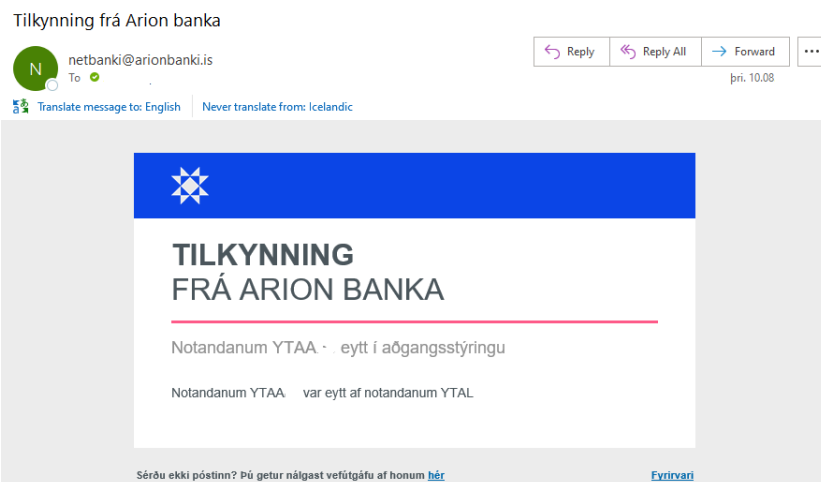 Tilkynning frá Arion banka
N
netbanki@arionbanki.is
To
Reply
Reply All
Forward
þri. 10.08
Translate message to: English
Never translate from: Icelandic
TILKYNNING
FRÁ ARION BANKA
Notandanum YTAA eytt í aðgangsstýringu
Notandanum YTAA var eytt af notandanum YTAL
Sérðu ekki póstinn? Þú getur nálgast vefútgáfu af honum hér
Fyrirvari